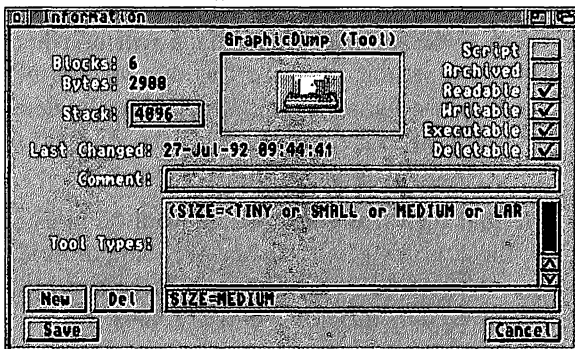 Information
GraphicDump (Tool)
Blocks: 6
Bytes: 2988
Stack: 4096
Script
Archived
Readable
Writable
Executable
Deletable
Last Changed: 27-Jul-92 09:44:41
Comment:
(SIZE=<TINY or SMALL or MEDIUM or LAR
Tool Types:
New Del SIZE=MEDIUM
Save Cancel